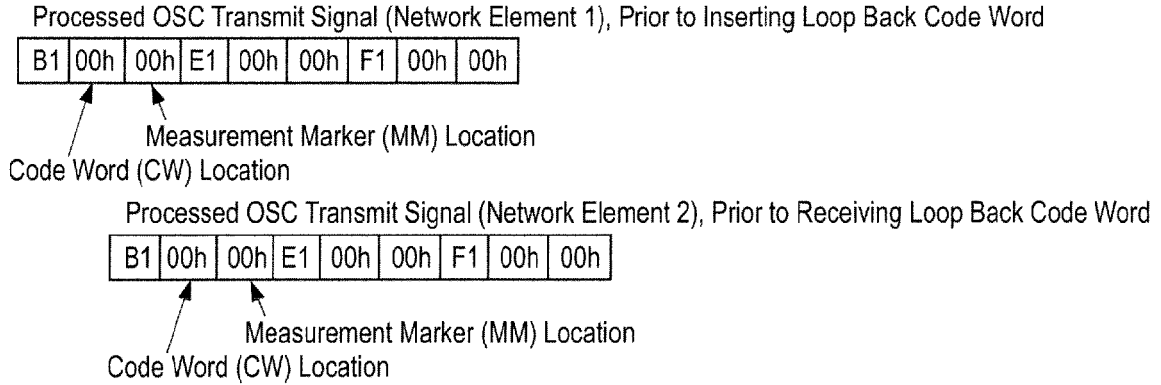 Processed OSC Transmit Signal (Network Element 1), Prior to Inserting Loop Back Code Word
B1 00h 00h E1 00h 00h F1 00h 00h
Measurement Marker (MM) Location
Code Word (CW) Location
Processed OSC Transmit Signal (Network Element 2), Prior to Receiving Loop Back Code Word
B1 00h 00h E1 00h 00h F1 00h 00h
Measurement Marker (MM) Location
Code Word (CW) Location